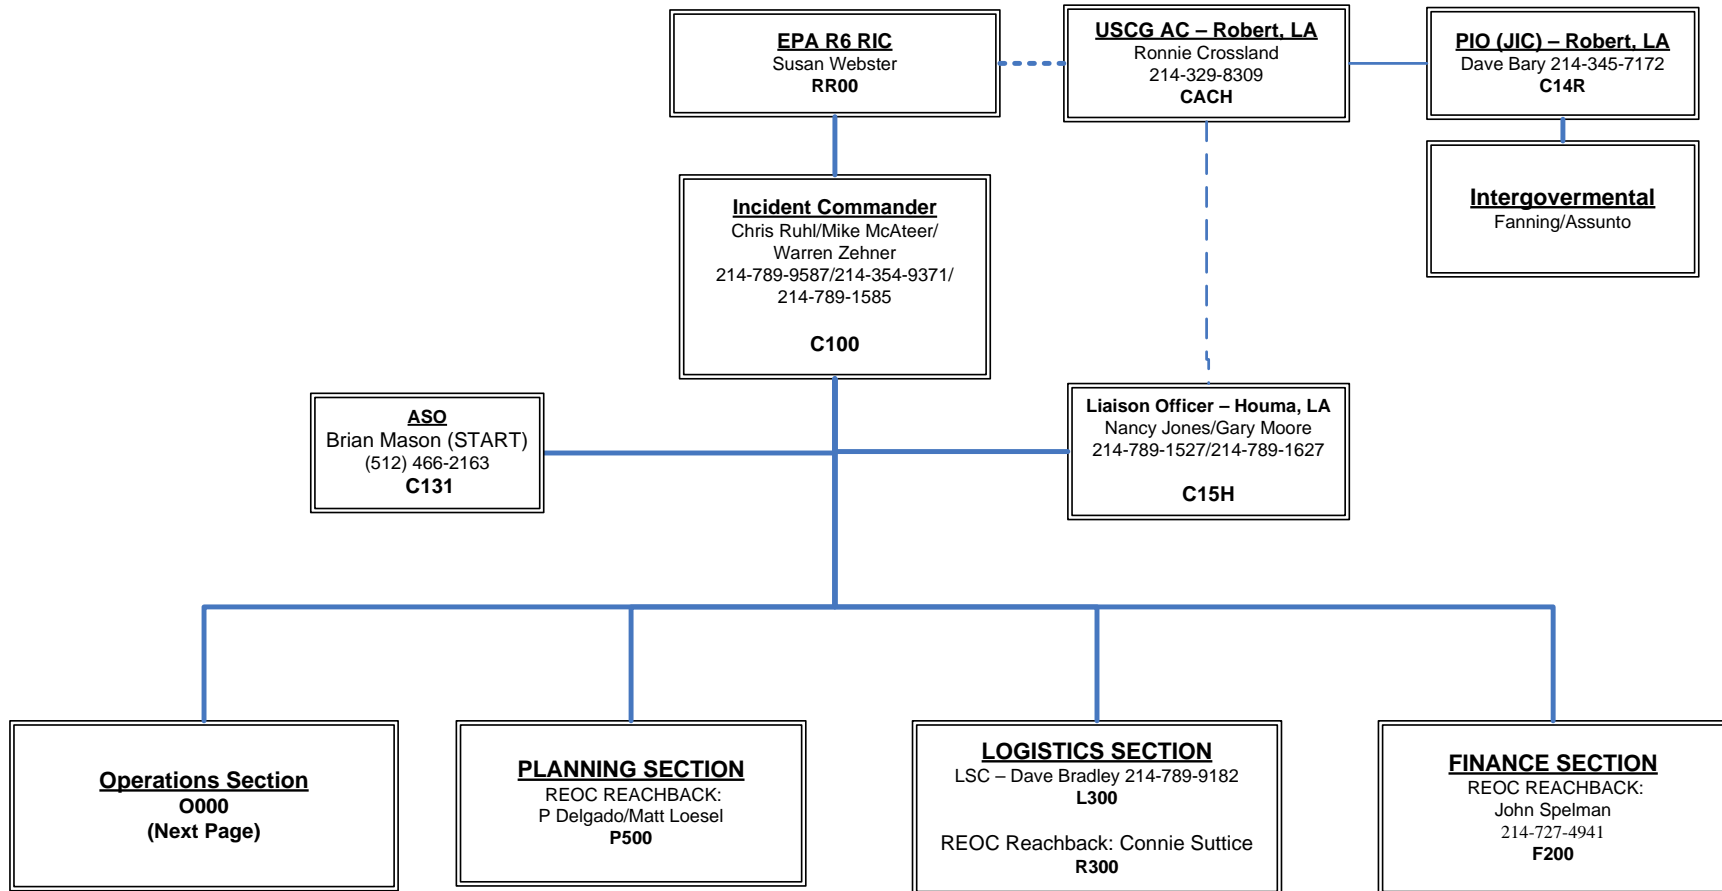 EPA R6 RIC
Susan Webster
RR00
USCG AC – Robert, LA
Ronnie Crossland
214-329-8309
CACH
PIO (JIC) – Robert, LA
Dave Bary 214-345-7172
C14R
Intergovermental
Fanning/Assunto
Incident Commander
Chris Ruhl/Mike McAteer/
Warren Zehner
214-789-9587/214-354-9371/
214-789-1585
C100
ASO
Brian Mason (START)
(512) 466-2163
C131
Liaison Officer – Houma, LA
Nancy Jones/Gary Moore
214-789-1527/214-789-1627
C15H
Operations Section
O000
(Next Page)
PLANNING SECTION
REOC REACHBACK:
P Delgado/Matt Loesel
P500
LOGISTICS SECTION
LSC – Dave Bradley 214-789-9182
L300
REOC Reachback: Connie Suttice
R300
FINANCE SECTION
REOC REACHBACK:
John Spelman
214-727-4941
F200